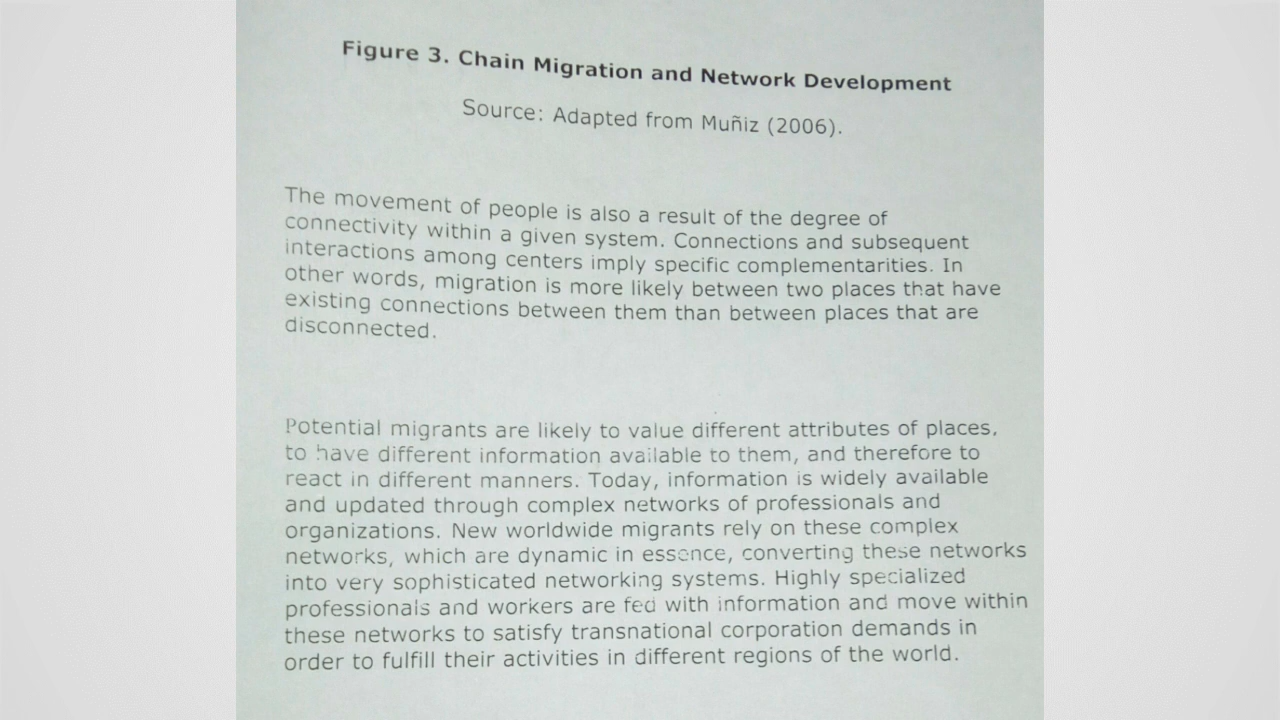 Figure 3. Chain Migration and Network Development
Source: Adapted from Muñiz (2006).
The movement of people is also a result of the degree of
connectivity within a given system. Connections and subsequent
interactions among centers imply specific complementarities. In
other words, migration is more likely between two places that have
existing connections between them than between places that are
disconnected.
Potential migrants are likely to value different attributes of places,
to have different information available to them, and therefore to
react in different manners. Today, information is widely available
and updated through complex networks of professionals and
organizations. New worldwide migrants rely on these complex
networks, which are dynamic in essence, converting these networks
into very sophisticated networking systems. Highly specialized
professionals and workers are fed with information and move within
these networks to satisfy transnational corporation demands in
order to fulfill their activities in different regions of the world.